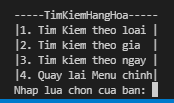 -----TimKiemHangHoa-----
|1. Tim Kiem theo loai |
|2. Tim kiem theo gia  |
|3. Tim kiem theo ngay |
|4. Quay lai Menu chinh|
Nhap lua chon cua ban: